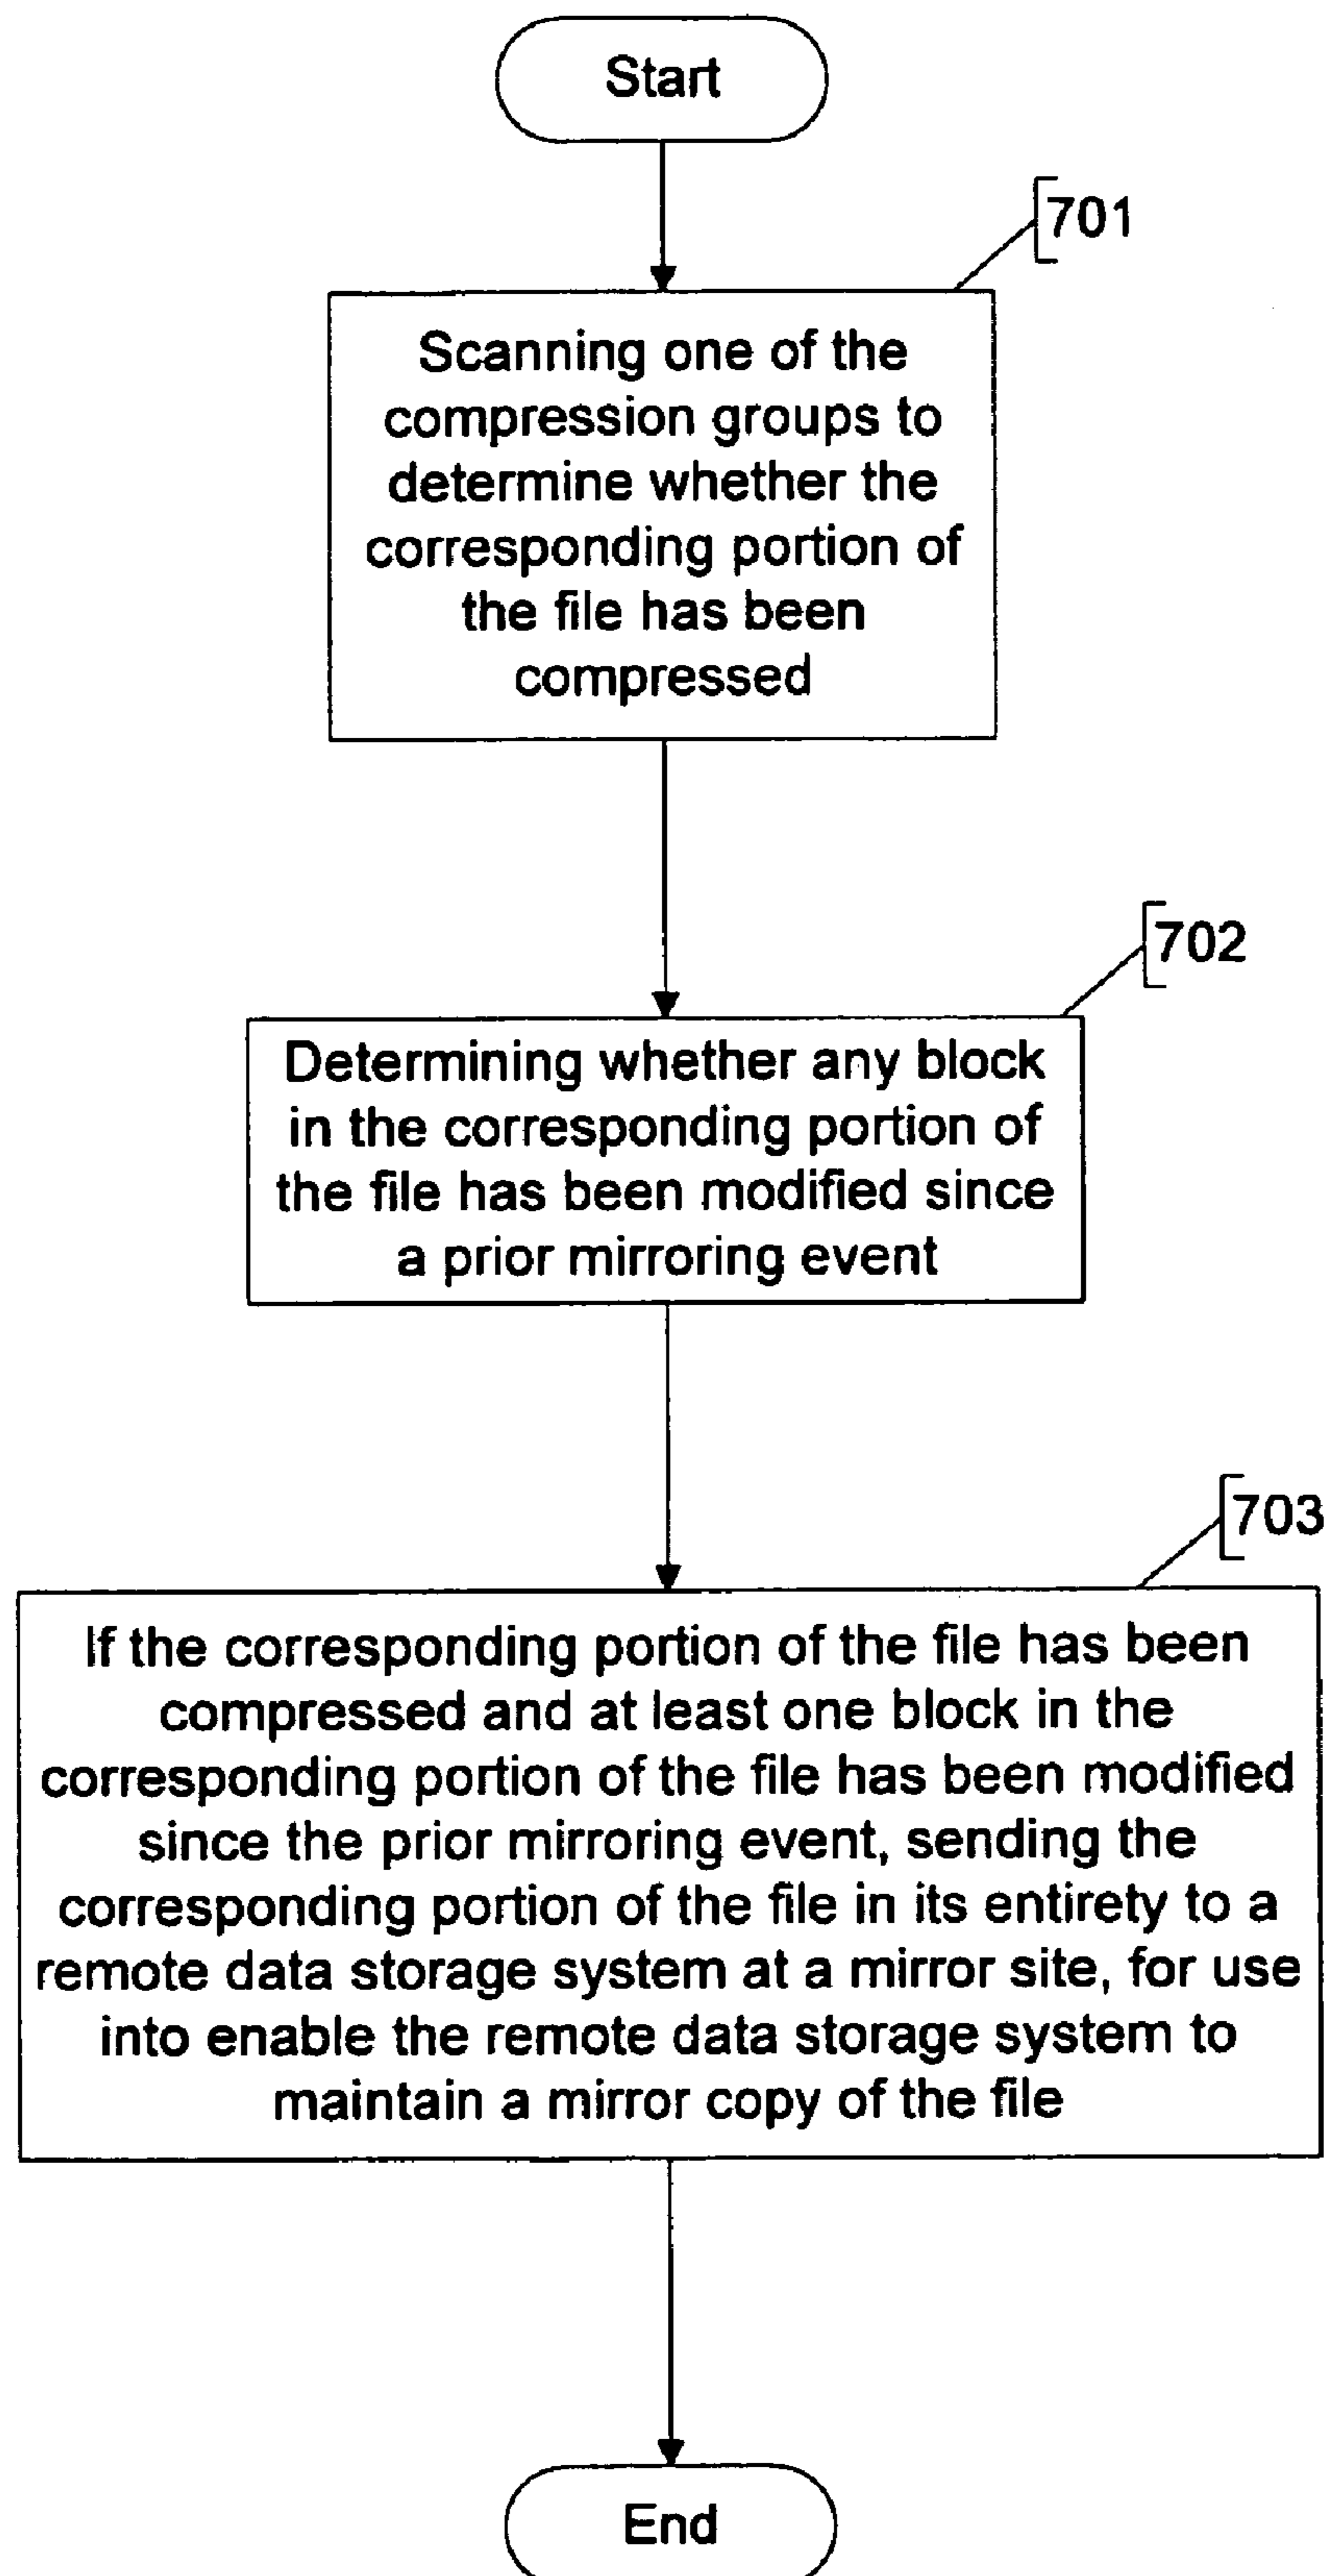 Start
701
Scanning one of the
compression groups to
determine whether the
corresponding portion of
the file has been
compressed
702
Determining whether any block
in the corresponding portion of
the file has been modified since
a prior mirroring event
703
If the corresponding portion of the file has been
compressed and at least one block in the
corresponding portion of the file has been modified
since the prior mirroring event, sending the
corresponding portion of the file in its entirety to a
remote data storage system at a mirror site, for use
into enable the remote data storage system to
maintain a mirror copy of the file
End